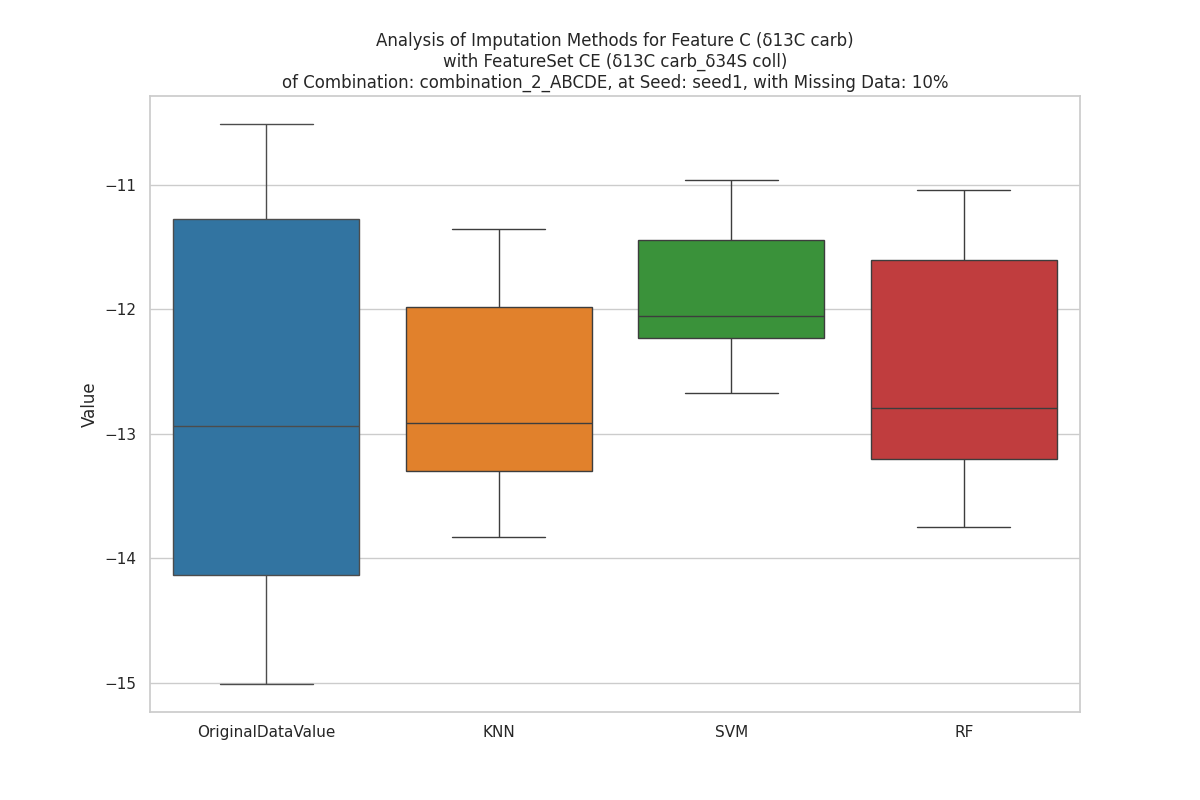 Analysis of Imputation Methods for Feature C (δ13C carb)
with FeatureSet CE (δ13C carb_δ34S coll)
of Combination: combination_2_ABCDE, at Seed: seed1, with Missing Data: 10%
Value
−11
−12
−13
−14
−15
OriginalDataValue
KNN
SVM
RF